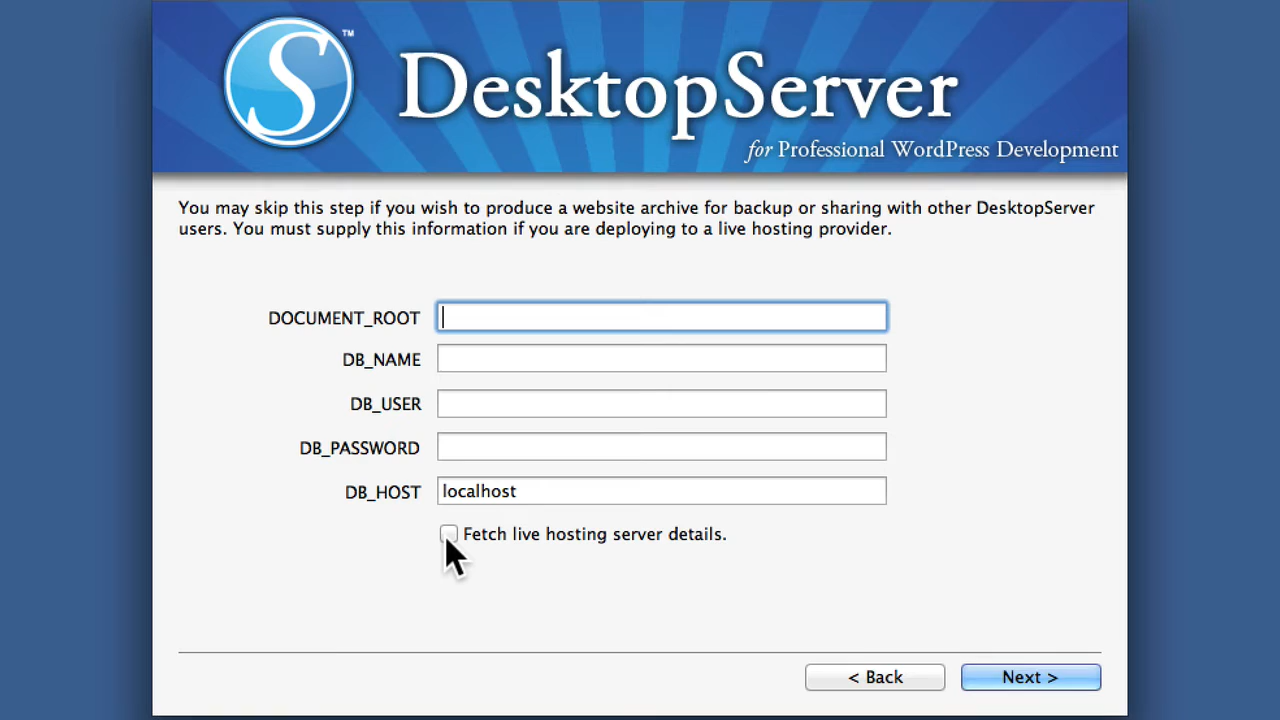 S ™
DesktopServer
for Professional WordPress Development
You may skip this step if you wish to produce a website archive for backup or sharing with other DesktopServer
users. You must supply this information if you are deploying to a live hosting provider.
DOCUMENT_ROOT
DB_NAME
DB_USER
DB_PASSWORD
DB_HOST localhost
Fetch live hosting server details.
< Back Next >